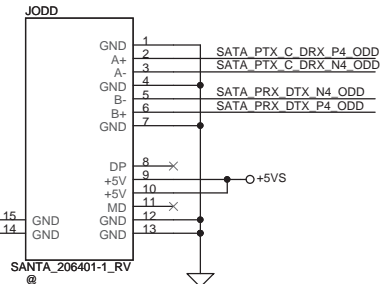 JODD
GND 1
A+ 2 SATA_PTX_C_DRX_P4_ODD
A- 3 SATA_PTX_C_DRX_N4_ODD
GND 4
B- 5 SATA_PRX_DTX_N4_ODD
B+ 6 SATA_PRX_DTX_P4_ODD
GND 7
DP 8
+5V 9 +5VS
+5V 10
MD 11
15 GND GND 12
14 GND GND 13
SANTA_206401-1_RV
@